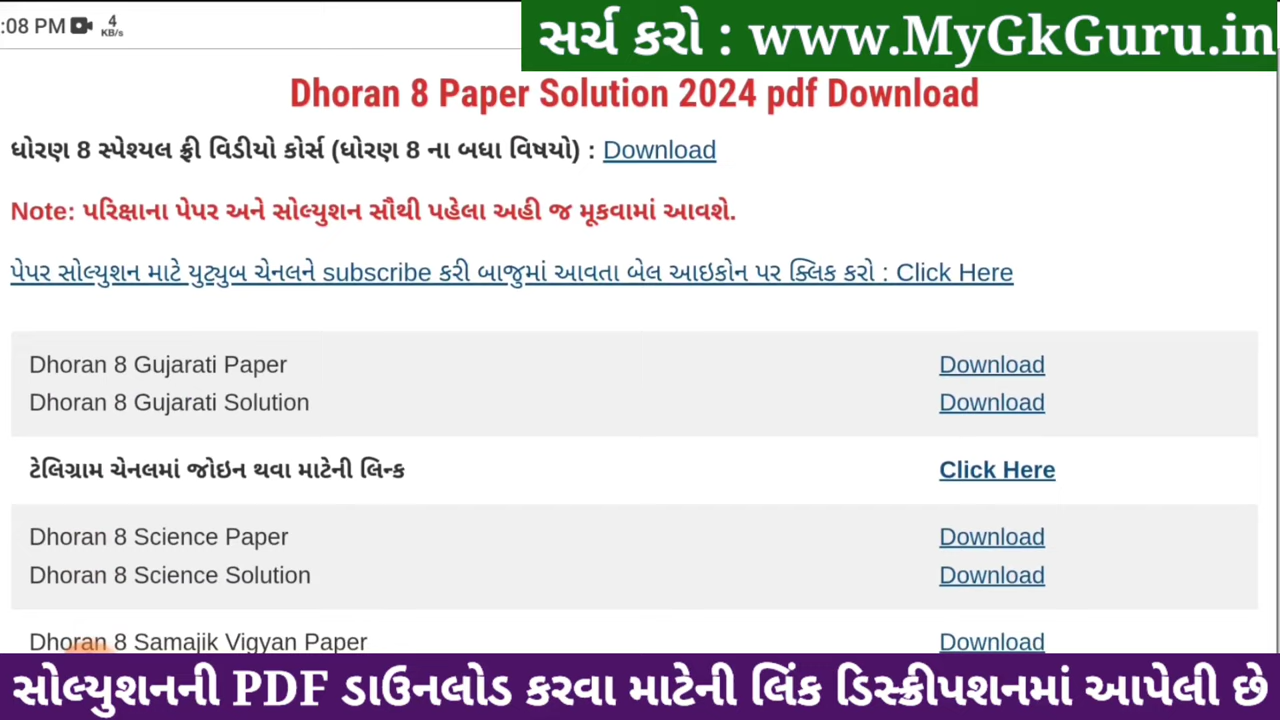 :08 PM 4 KB/s
સર્ચ કરો : www.MyGkGuru.in
Dhoran 8 Paper Solution 2024 pdf Download
ધોરણ 8 સ્પેશ્યલ ફ્રી વિડીયો કોર્સ (ધોરણ 8 ના બધા વિષયો) : Download
Note: પરિક્ષાના પેપર અને સોલ્યુશન સૌથી પહેલા અહી જ મૂકવામાં આવશે.
પેપર સોલ્યુશન માટે યુટ્યુબ ચેનલને subscribe કરી બાજુમાં આવતા બેલ આઇકોન પર ક્લિક કરો : Click Here
Dhoran 8 Gujarati Paper Download
Dhoran 8 Gujarati Solution Download
ટેલિગ્રામ ચેનલમાં જોઇન થવા માટેની લિન્ક Click Here
Dhoran 8 Science Paper Download
Dhoran 8 Science Solution Download
Dhoran 8 Samajik Vigyan Paper Download
સોલ્યુશનની PDF ડાઉનલોડ કરવા માટેની લિંક ડિસ્ક્રીપશનમાં આપેલી છે